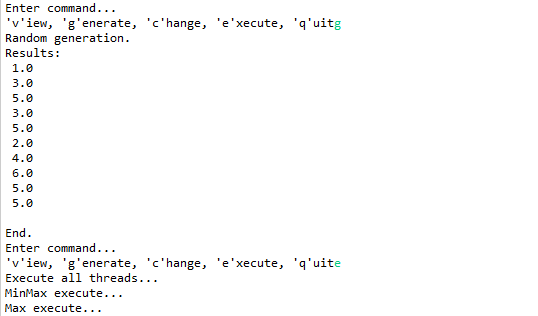 Enter command...
'v'iew, 'g'enerate, 'c'hange, 'e'xecute, 'q'uitg
Random generation.
Results:
1.0
3.0
5.0
3.0
5.0
2.0
4.0
6.0
5.0
5.0
End.
Enter command...
'v'iew, 'g'enerate, 'c'hange, 'e'xecute, 'q'uite
Execute all threads...
MinMax execute...
Max execute...